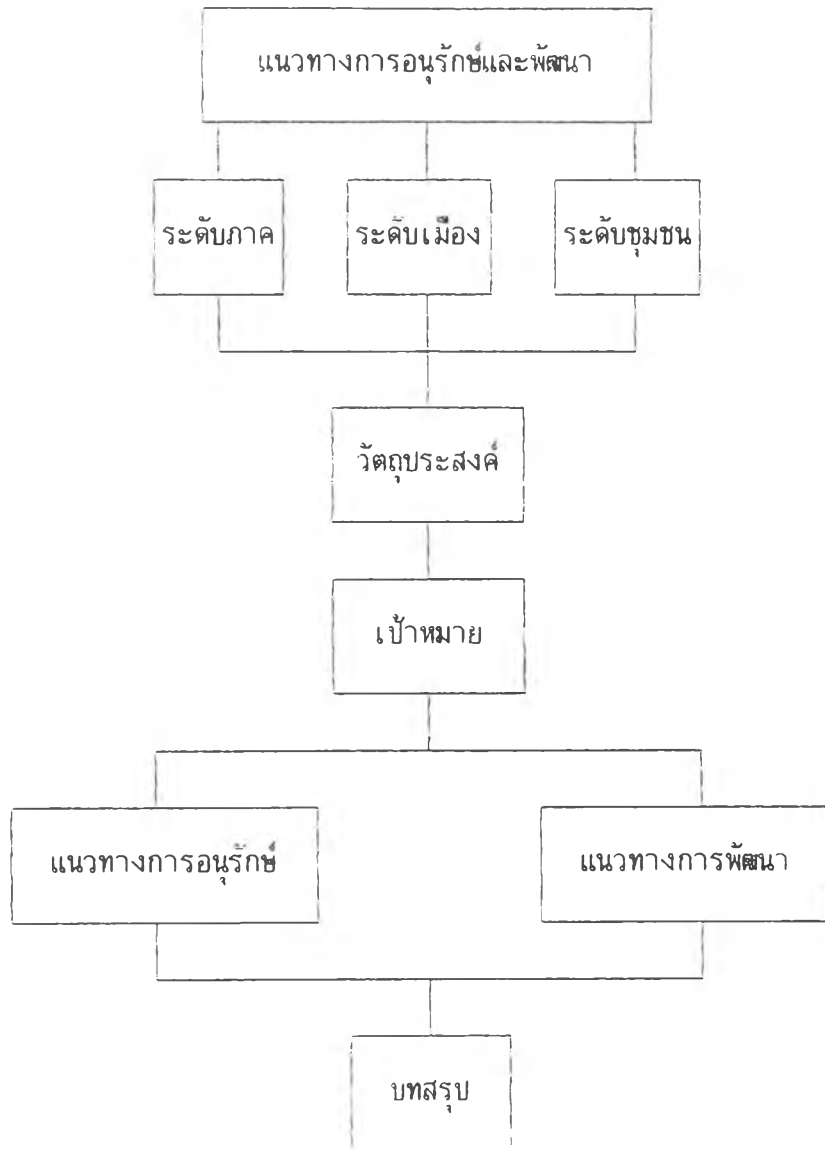 แนวทางการอนุรักษ์และพัฒนา
ระดับภาค
ระดับเมือง
ระดับชุมชน
วัตถุประสงค์
เป้าหมาย
แนวทางการอนุรักษ์
แนวทางการพัฒนา
บทสรุป